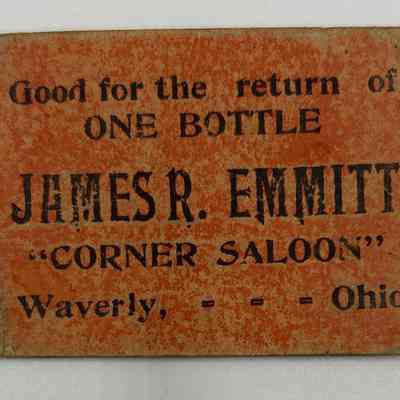 Good for the return of
ONE BOTTLE
JAMES R. EMMITT
"CORNER SALOON"
Waverly, - - - Ohio